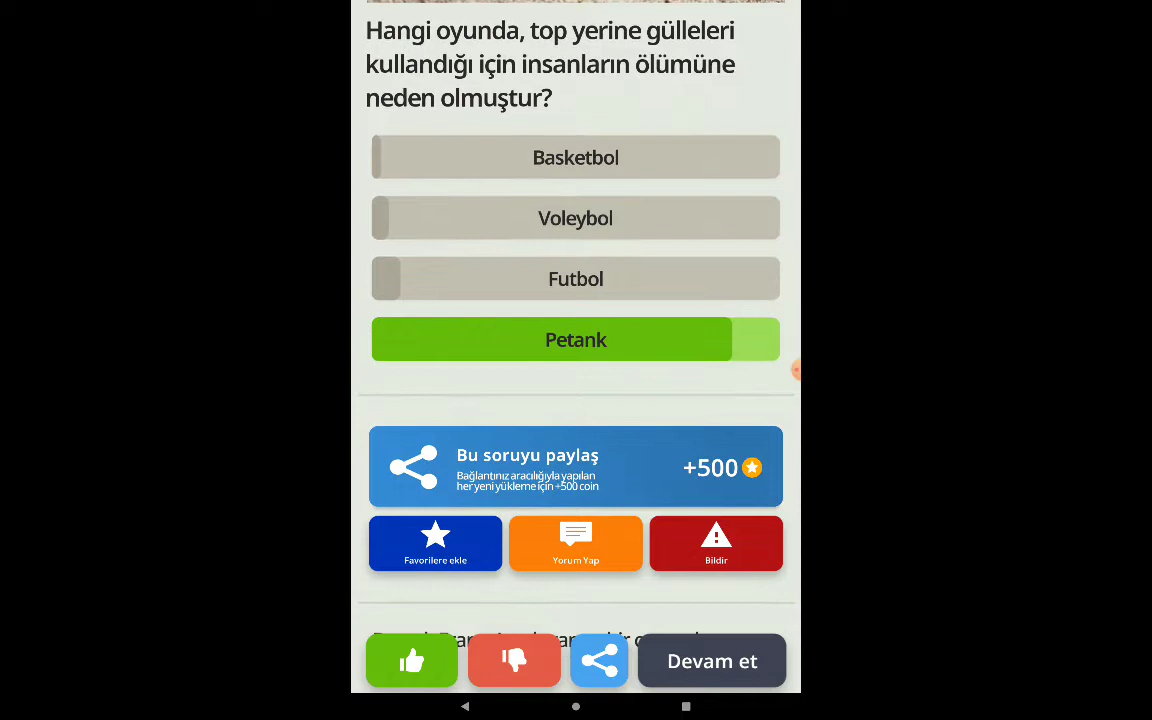 Hangi oyunda, top yerine gülleleri
kullandığı için insanların ölümüne
neden olmuştur?
Basketbol
Voleybol
Futbol
Petank
Bu soruyu paylaş
Bağlantınız aracılığıyla yapılan
her yeni yükleme için +500 coin
+500
Favorilere ekle
Yorum Yap
Bildir
Devam et